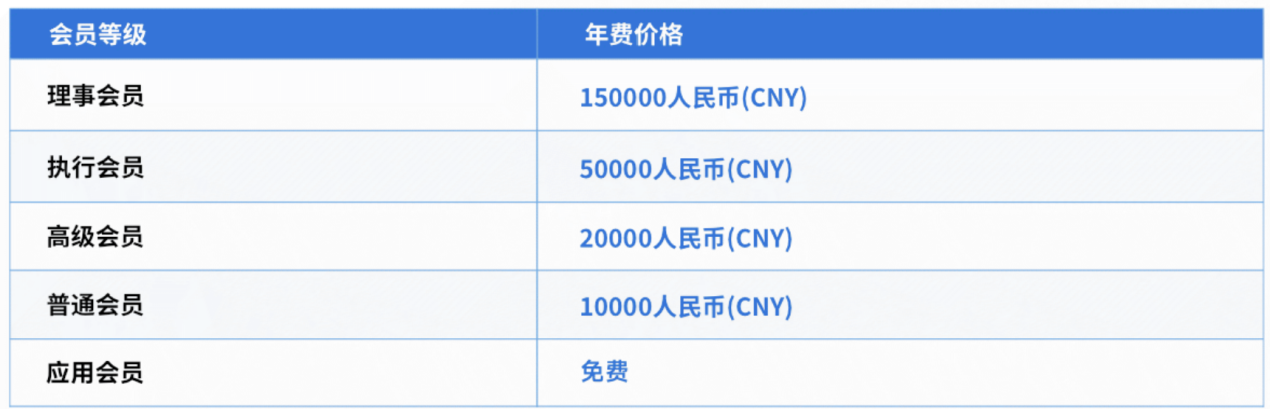 会员等级 年费价格
理事会员 150000人民币(CNY)
执行会员 50000人民币(CNY)
高级会员 20000人民币(CNY)
普通会员 10000人民币(CNY)
应用会员 免费